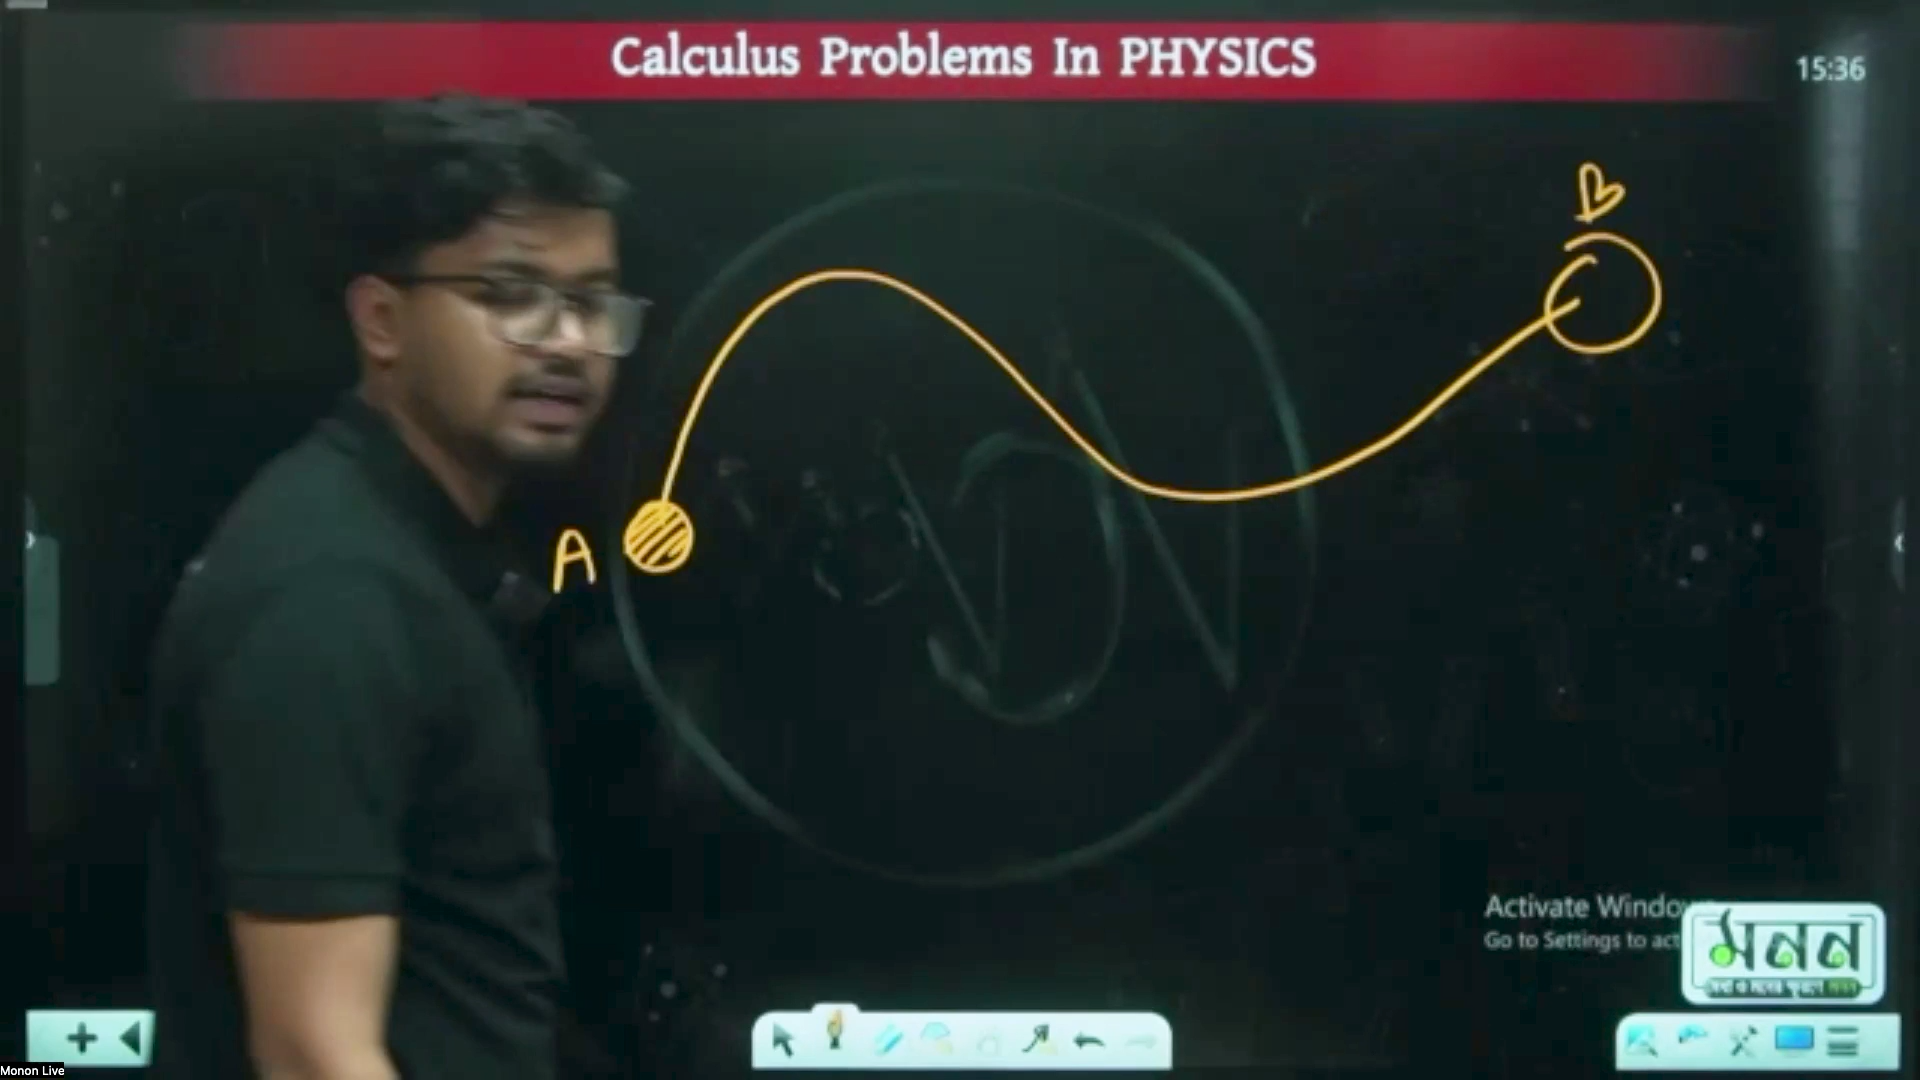 Calculus Problems In PHYSICS
15:36
B
A
Activate Windo
Go to Settings to act
মনন
Monon Live